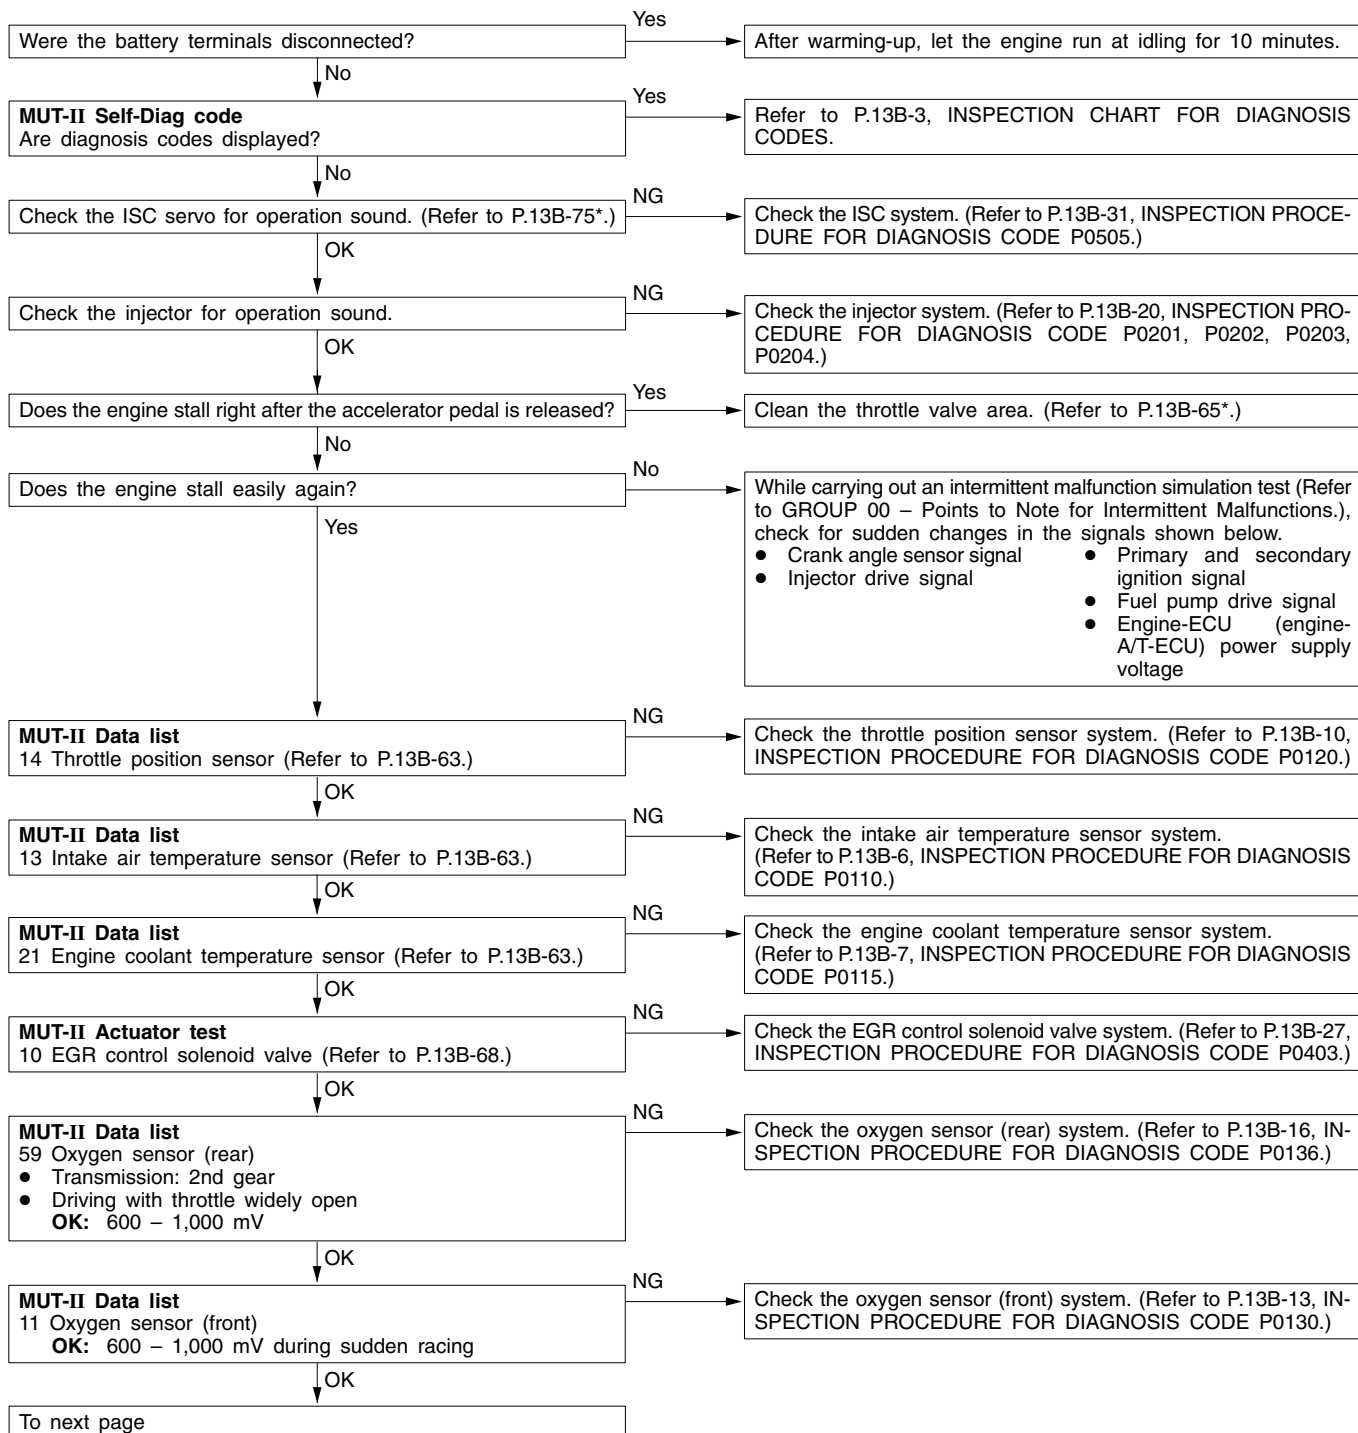 Yes
Were the battery terminals disconnected?
After warming-up, let the engine run at idling for 10 minutes.
No
MUT-II Self-Diag code
Are diagnosis codes displayed?
Yes
Refer to P.13B-3, INSPECTION CHART FOR DIAGNOSIS
CODES.
No
Check the ISC servo for operation sound. (Refer to P.13B-75*.)
NG
Check the ISC system. (Refer to P.13B-31, INSPECTION PROCE-
DURE FOR DIAGNOSIS CODE P0505.)
OK
Check the injector for operation sound.
NG
Check the injector system. (Refer to P.13B-20, INSPECTION PRO-
CEDURE FOR DIAGNOSIS CODE P0201, P0202, P0203,
P0204.)
OK
Does the engine stall right after the accelerator pedal is released?
Yes
Clean the throttle valve area. (Refer to P.13B-65*.)
No
Does the engine stall easily again?
No
While carrying out an intermittent malfunction simulation test (Refer
to GROUP 00 – Points to Note for Intermittent Malfunctions.),
check for sudden changes in the signals shown below.
● Crank angle sensor signal
● Injector drive signal
● Primary and secondary
ignition signal
● Fuel pump drive signal
● Engine-ECU (engine-
A/T-ECU) power supply
voltage
Yes
MUT-II Data list
14 Throttle position sensor (Refer to P.13B-63.)
NG
Check the throttle position sensor system. (Refer to P.13B-10,
INSPECTION PROCEDURE FOR DIAGNOSIS CODE P0120.)
OK
MUT-II Data list
13 Intake air temperature sensor (Refer to P.13B-63.)
NG
Check the intake air temperature sensor system.
(Refer to P.13B-6, INSPECTION PROCEDURE FOR DIAGNOSIS
CODE P0110.)
OK
MUT-II Data list
21 Engine coolant temperature sensor (Refer to P.13B-63.)
NG
Check the engine coolant temperature sensor system.
(Refer to P.13B-7, INSPECTION PROCEDURE FOR DIAGNOSIS
CODE P0115.)
OK
MUT-II Actuator test
10 EGR control solenoid valve (Refer to P.13B-68.)
NG
Check the EGR control solenoid valve system. (Refer to P.13B-27,
INSPECTION PROCEDURE FOR DIAGNOSIS CODE P0403.)
OK
MUT-II Data list
59 Oxygen sensor (rear)
● Transmission: 2nd gear
● Driving with throttle widely open
OK: 600 – 1,000 mV
NG
Check the oxygen sensor (rear) system. (Refer to P.13B-16, IN-
SPECTION PROCEDURE FOR DIAGNOSIS CODE P0136.)
OK
MUT-II Data list
11 Oxygen sensor (front)
OK: 600 – 1,000 mV during sudden racing
NG
Check the oxygen sensor (front) system. (Refer to P.13B-13, IN-
SPECTION PROCEDURE FOR DIAGNOSIS CODE P0130.)
OK
To next page